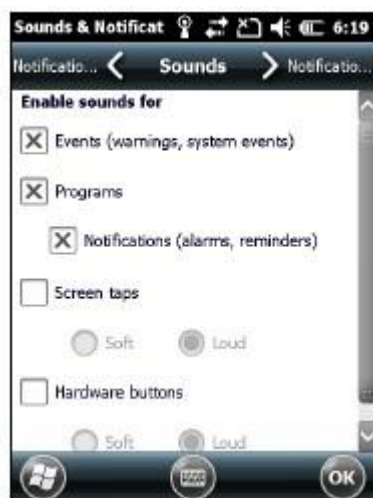 Sounds & Notificat 6:19
Notificatio... Sounds Notificatio...
Enable sounds for
Events (warnings, system events)
Programs
Notifications (alarms, reminders)
Screen taps
Soft Loud
Hardware buttons
Soft Loud
OK